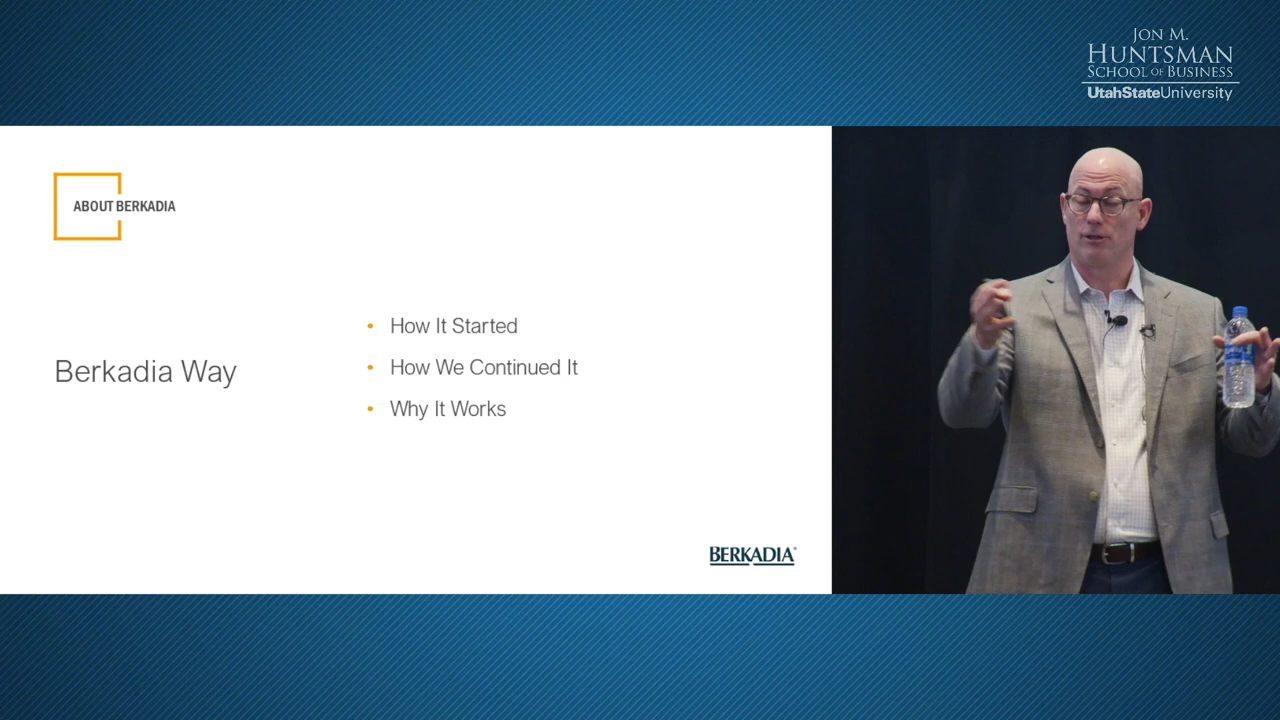 JON M.
HUNTSMAN
SCHOOL OF BUSINESS
UtahStateUniversity
ABOUT BERKADIA
Berkadia Way
• How It Started
• How We Continued It
• Why It Works
BERKADIA®